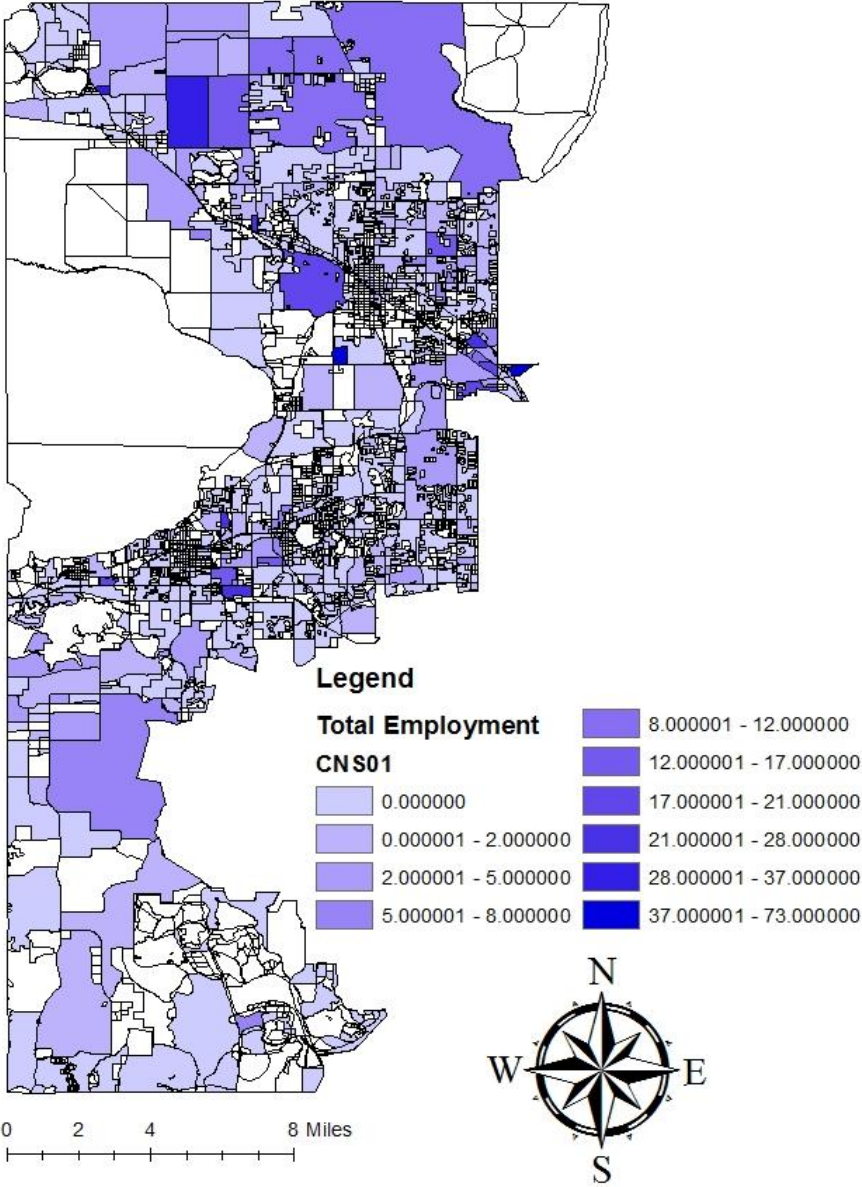 Legend
Total Employment
CNS01
0.000000
0.000001 - 2.000000
2.000001 - 5.000000
5.000001 - 8.000000
8.000001 - 12.000000
12.000001 - 17.000000
17.000001 - 21.000000
21.000001 - 28.000000
28.000001 - 37.000000
37.000001 - 73.000000
N
W E
S
0 2 4 8 Miles